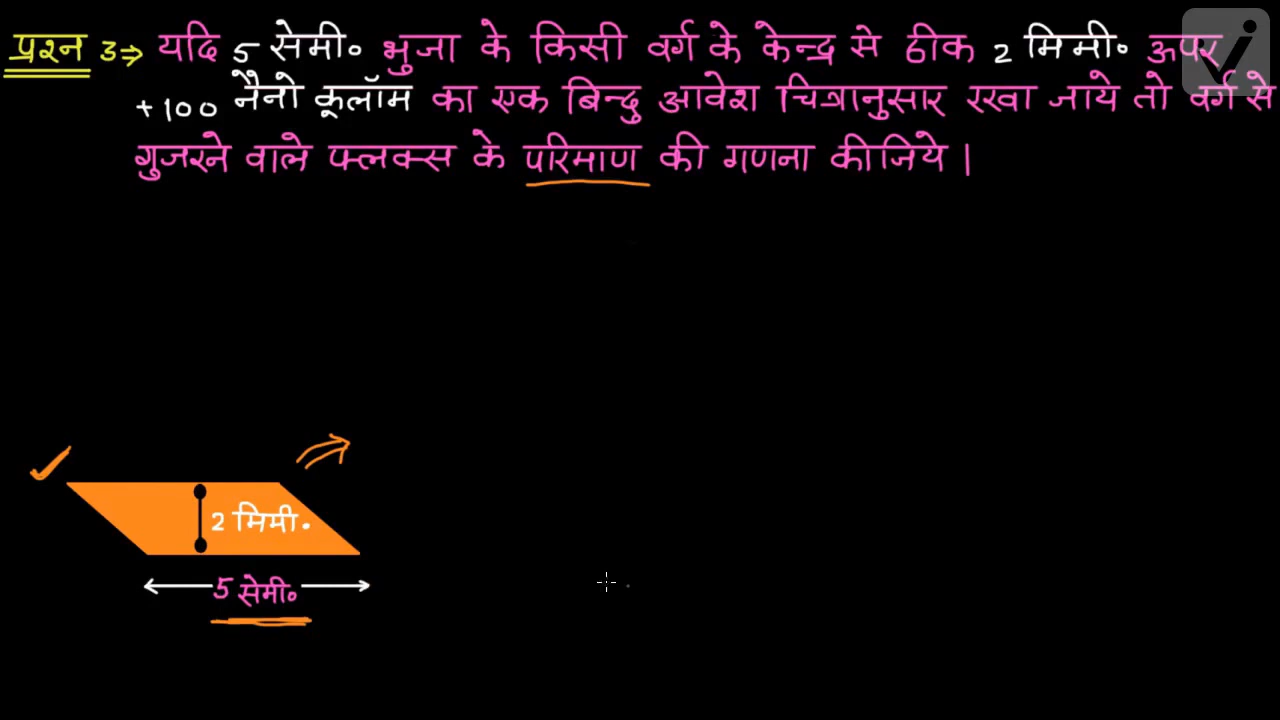 प्रश्न 3→ यदि 5 सेमी॰ भुजा के किसी वर्ग के केन्द्र से ठीक 2 मिमी॰ ऊपर
+100 नैनो कूलॉम का एक बिन्दु आवेश चित्रानुसार रखा जाये तो वर्ग से
गुजरने वाले फ्लक्स के परिमाण की गणना कीजिये।
2 मिमी॰
5 सेमी॰